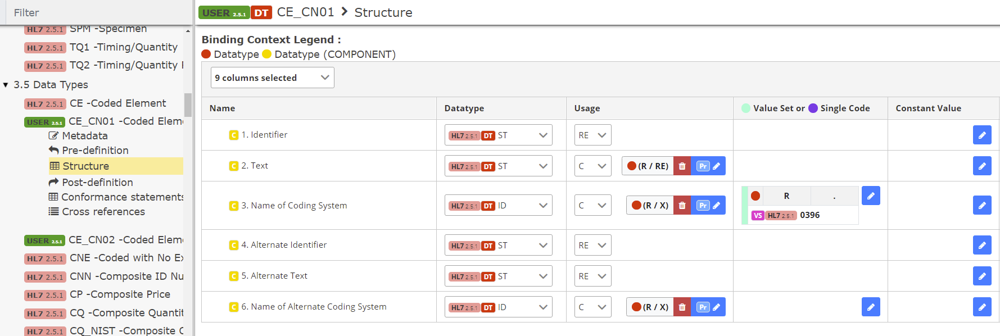 Filter
HL7 2.5.1 SPM -Specimen
HL7 2.5.1 TQ1 -Timing/Quantity
HL7 2.5.1 TQ2 -Timing/Quantity
3.5 Data Types
HL7 2.5.1 CE -Coded Element
USER 2.5.1 CE_CN01 -Coded Eleme
Metadata
Pre-definition
Structure
Post-definition
Conformance statements
Cross references
USER 2.5.1 CE_CN02 -Coded Eleme
HL7 2.5.1 CNE -Coded with No Ex
HL7 2.5.1 CNN -Composite ID Nu
HL7 2.5.1 CP -Composite Price
HL7 2.5.1 CQ -Composite Quantit
HL7 2.5.1 CQ_NIST -Composite Q
USER 2.5.1 DT CE_CN01 > Structure
Binding Context Legend :
Datatype Datatype (COMPONENT)
9 columns selected
Name Datatype Usage Value Set or Single Code Constant Value
C 1. Identifier HL7 2.5.1 DT ST RE
C 2. Text HL7 2.5.1 DT ST C (R / RE) Pr
C 3. Name of Coding System HL7 2.5.1 DT ID C (R / X) Pr R .
VS HL7 2.5.1 0396
C 4. Alternate Identifier HL7 2.5.1 DT ST RE
C 5. Alternate Text HL7 2.5.1 DT ST RE
C 6. Name of Alternate Coding System HL7 2.5.1 DT ID C (R / X) Pr